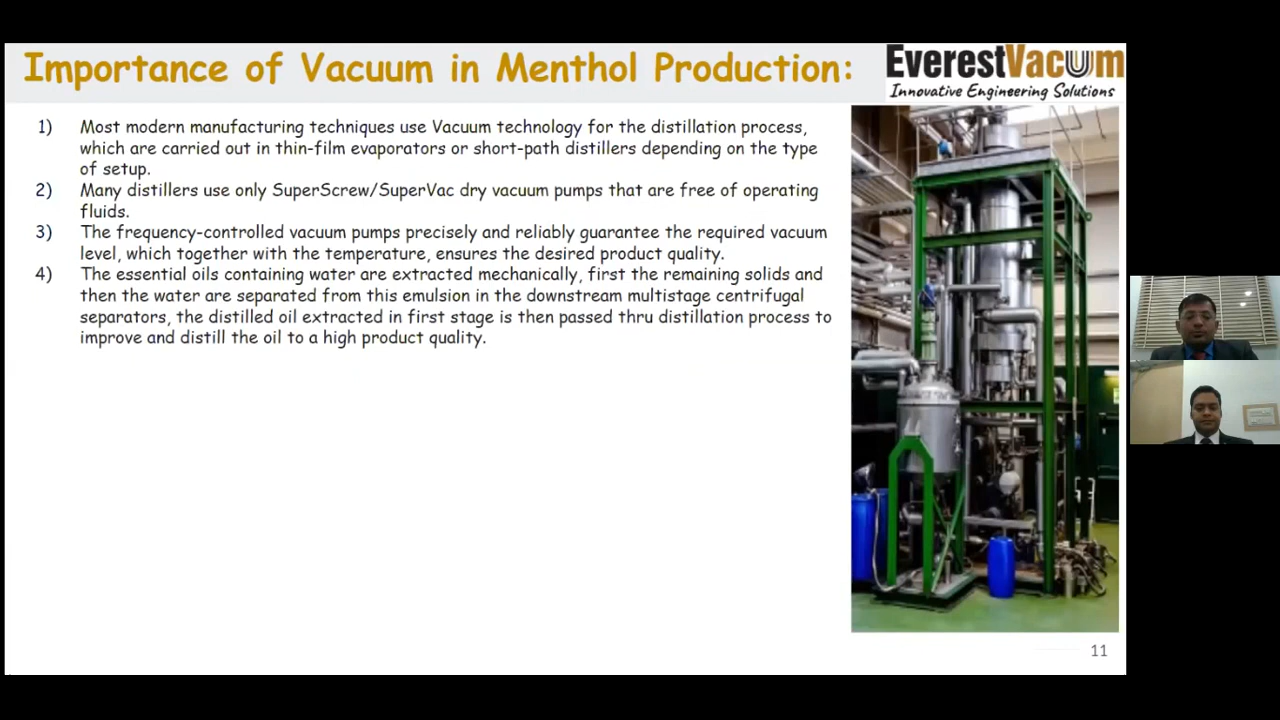 Importance of Vacuum in Menthol Production:
EverestVacuum
Innovative Engineering Solutions
1) Most modern manufacturing techniques use Vacuum technology for the distillation process,
which are carried out in thin-film evaporators or short-path distillers depending on the type
of setup.
2) Many distillers use only SuperScrew/SuperVac dry vacuum pumps that are free of operating
fluids.
3) The frequency-controlled vacuum pumps precisely and reliably guarantee the required vacuum
level, which together with the temperature, ensures the desired product quality.
4) The essential oils containing water are extracted mechanically, first the remaining solids and
then the water are separated from this emulsion in the downstream multistage centrifugal
separators, the distilled oil extracted in first stage is then passed thru distillation process to
improve and distill the oil to a high product quality.
11